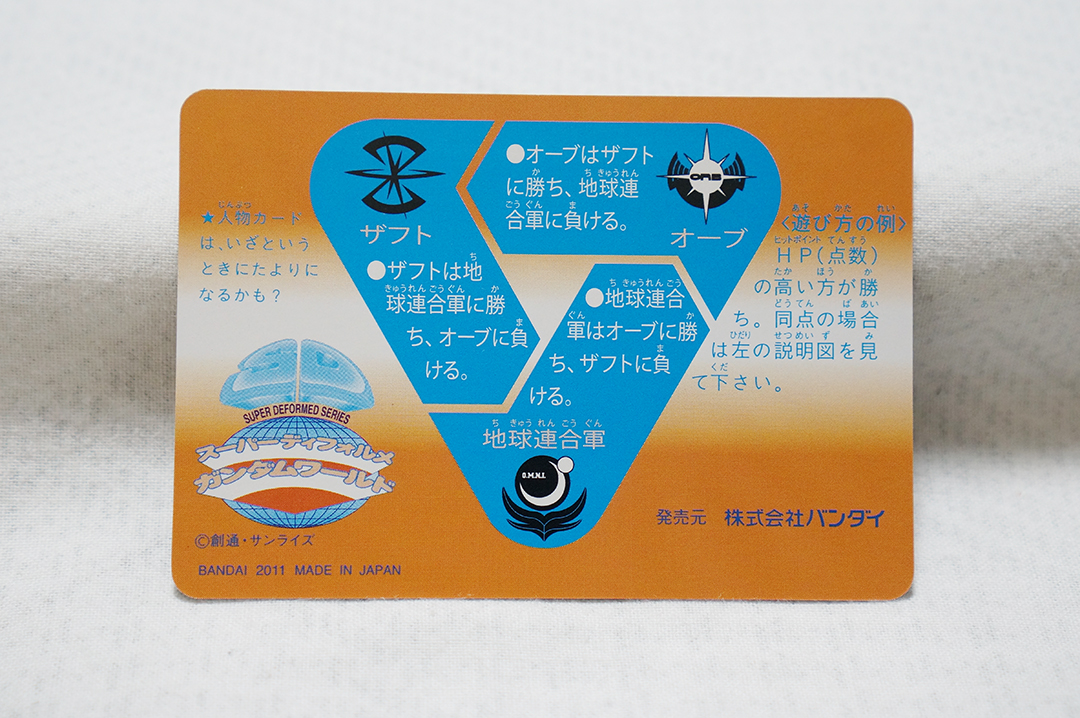 ★人物カード
は、いざという
ときにたよりに
なるかも？
ザフト
●ザフトは地
球連合軍に勝
ち、オーブに負
ける。
●オーブはザフト
に勝ち、地球連
合軍に負ける。
ORB
オーブ
●地球連合
軍はオーブに勝
ち、ザフトに負
ける。
地球連合軍
O.M.N.I.
〈遊び方の例〉
HP(点数)
の高い方が勝
ち。同点の場合
は左の説明図を見
て下さい。
SUPER DEFORMED SERIES
スーパーディフォルメ
ガンダムワールド
©創通・サンライズ
BANDAI 2011 MADE IN JAPAN
発売元 株式会社バンダイ